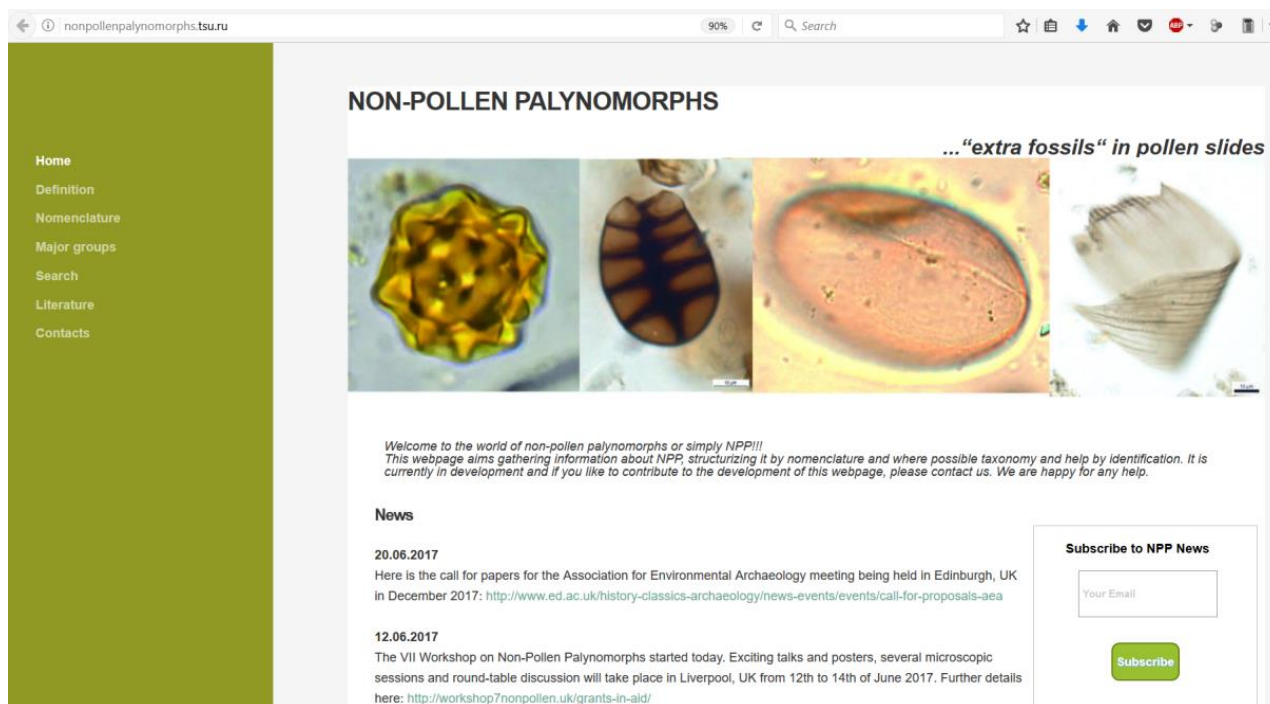 nonpollenpalynomorphs.tsu.ru
90%
Search
ABP
Home
Definition
Nomenclature
Major groups
Search
Literature
Contacts
NON-POLLEN PALYNOMORPHS
..."extra fossils" in pollen slides
Welcome to the world of non-pollen palynomorphs or simply NPP!!!
This webpage aims gathering information about NPP, structurizing it by nomenclature and where possible taxonomy and help by identification. It is
currently in development and if you like to contribute to the development of this webpage, please contact us. We are happy for any help.
News
20.06.2017
Here is the call for papers for the Association for Environmental Archaeology meeting being held in Edinburgh, UK
in December 2017: http://www.ed.ac.uk/history-classics-archaeology/news-events/events/call-for-proposals-aea
12.06.2017
The VII Workshop on Non-Pollen Palynomorphs started today. Exciting talks and posters, several microscopic
sessions and round-table discussion will take place in Liverpool, UK from 12th to 14th of June 2017. Further details
here: http://workshop7nonpollen.uk/grants-in-aid/
Subscribe to NPP News
Your Email
Subscribe